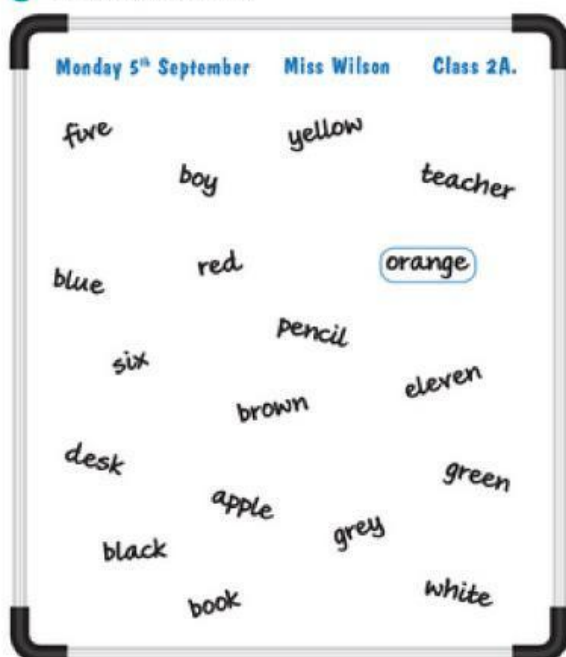 Monday 5th September Miss Wilson Class 2A.
five
yellow
boy
teacher
blue
red
orange
pencil
six
eleven
brown
desk
green
apple
grey
black
book
white